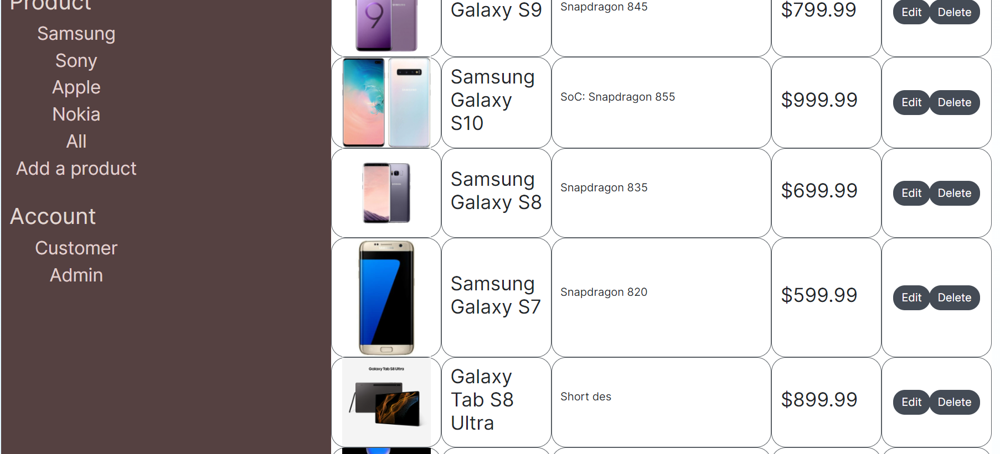 Product
Samsung
Sony
Apple
Nokia
All
Add a product
Account
Customer
Admin
9
Galaxy S9
Snapdragon 845
$799.99
Edit
Delete
Samsung
Galaxy
S10
SoC: Snapdragon 855
$999.99
Edit
Delete
Samsung
Galaxy S8
Snapdragon 835
$699.99
Edit
Delete
Samsung
Galaxy S7
Snapdragon 820
$599.99
Edit
Delete
Galaxy Tab S8 Ultra
Galaxy
Tab S8
Ultra
Short des
$899.99
Edit
Delete